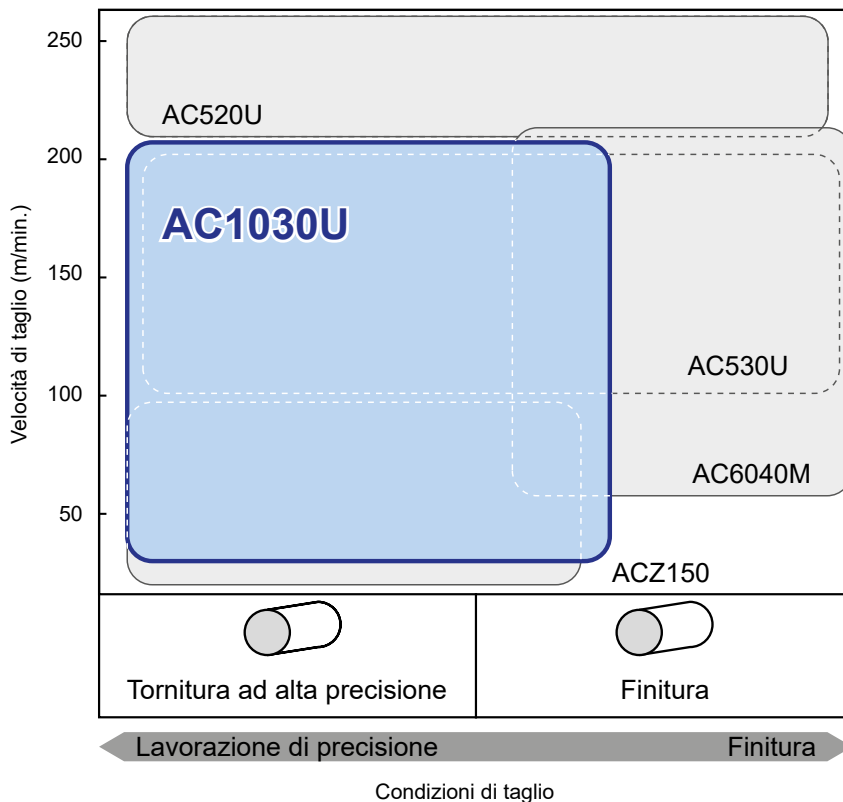 250
AC520U
200
AC1030U
Velocità di taglio (m/min.)
150
AC530U
100
AC6040M
50
ACZ150
Tornitura ad alta precisione
Finitura
Lavorazione di precisione
Finitura
Condizioni di taglio